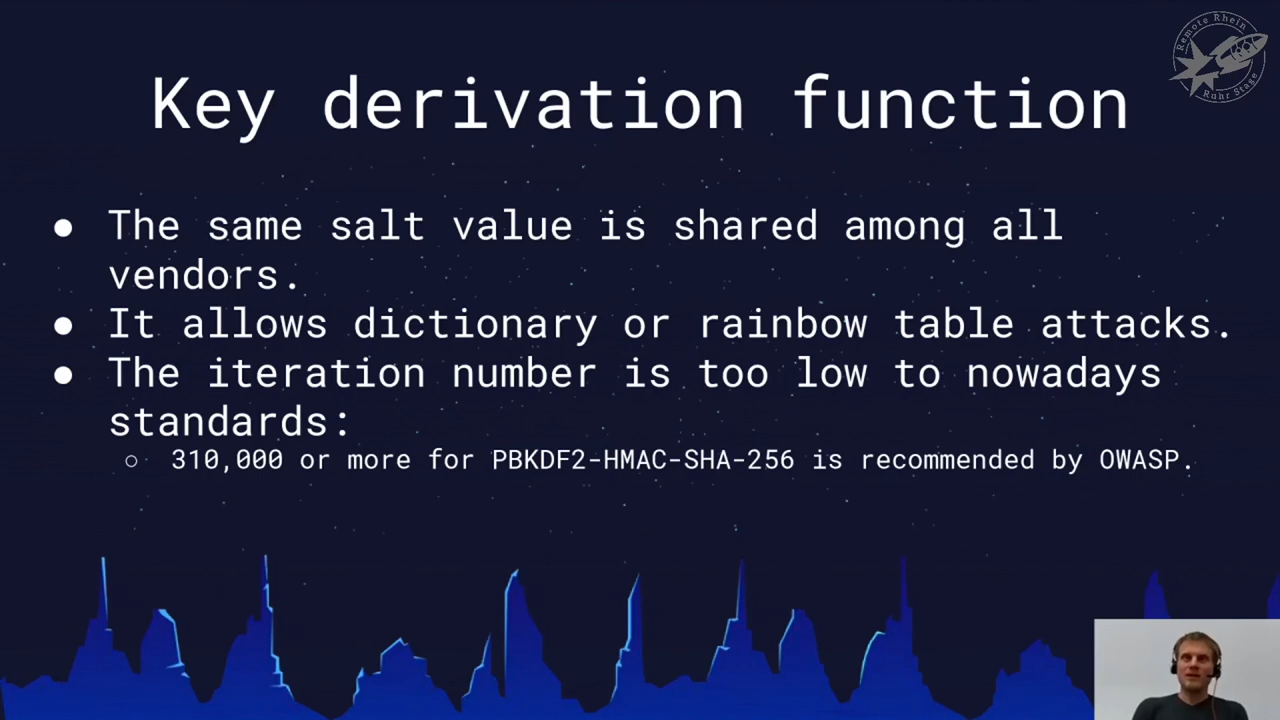 Remote Rhein
Ruhr Stage
Key derivation function
● The same salt value is shared among all
vendors.
● It allows dictionary or rainbow table attacks.
● The iteration number is too low to nowadays
standards:
○ 310,000 or more for PBKDF2-HMAC-SHA-256 is recommended by OWASP.